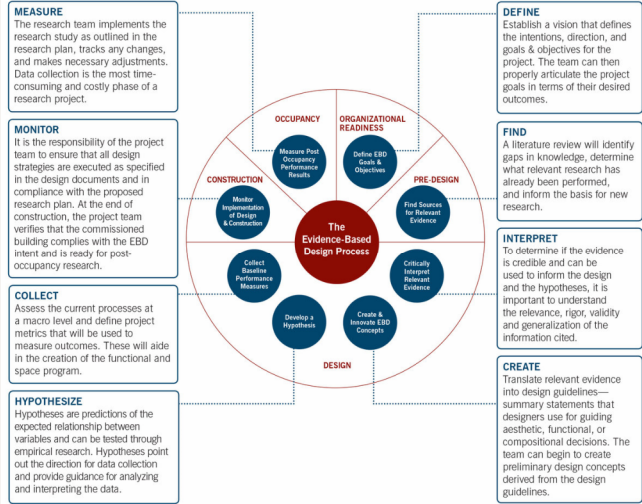 MEASURE
The research team implements the
research study as outlined in the
research plan, tracks any changes,
and makes necessary adjustments.
Data collection is the most time-
consuming and costly phase of
a research project.
MONITOR
It is the responsibility of the project
team to ensure that all design
strategies are executed as specified
in the design documents and in
compliance with the proposed
research plan. At the end of
construction, the project team
verifies that the commissioned
building complies with the EBD
intent and is ready for post-
occupancy research.
COLLECT
Assess the current processes at
a macro level and define project
metrics that will be used to
measure outcomes. These will aide
in the creation of the functional and
space program.
HYPOTHESIZE
Hypotheses are predictions of the
expected relationship between
variables and can be tested through
empirical research. Hypotheses point
out the direction for data collection
and provide guidance for analyzing
and interpreting the data.
OCCUPANCY
ORGANIZATIONAL
READINESS
CONSTRUCTION
PRE-DESIGN
DESIGN
Measure Post
Occupancy
Performance
Results
Define EBD
Goals &
Objectives
Monitor
Implementation
of Design
& Construction
Find Sources
for Relevant
Evidence
The
Evidence-Based
Design Process
Collect
Baseline
Performance
Measures
Critically
Interpret
Relevant
Evidence
Develop a
Hypothesis
Create &
Innovate EBD
Concepts
DEFINE
Establish a vision that defines
the intentions, direction, and
goals & objectives for the
project. The team can then
properly articulate the project
goals in terms of their desired
outcomes.
FIND
A literature review will identify
gaps in knowledge, determine
what relevant research has
already been performed,
and inform the basis for new
research.
INTERPRET
To determine if the evidence
is credible and can be
used to inform the design
and the hypotheses, it is
important to understand
the relevance, rigor, validity
and generalization of the
information cited.
CREATE
Translate relevant evidence
into design guidelines—
summary statements that
designers use for guiding
aesthetic, functional, or
compositional decisions. The
team can begin to create
preliminary design concepts
derived from the design
guidelines.